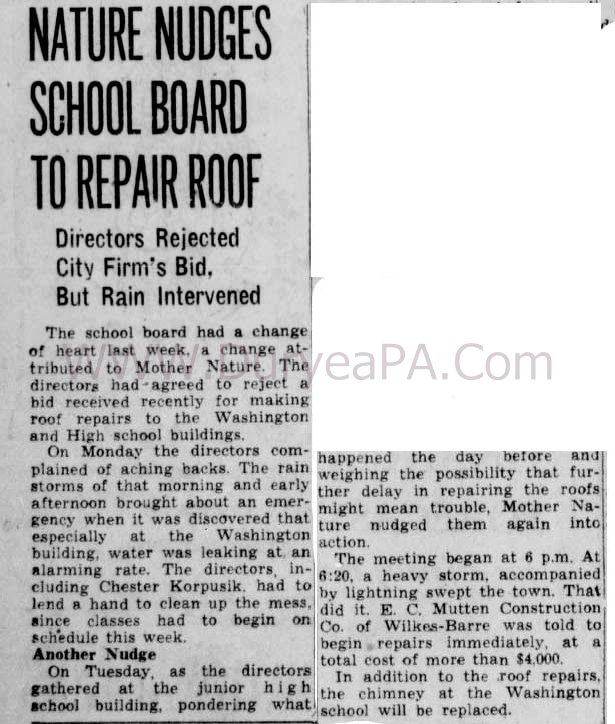 NATURE NUDGES
SCHOOL BOARD
TO REPAIR ROOF
Directors Rejected
City Firm's Bid,
But Rain Intervened
The school board had a change
of heart last week, a change at-
tributed to Mother Nature. The
directors had agreed to reject a
bid received recently for making
roof repairs to the Washington
and High school buildings.
On Monday the directors com-
plained of aching backs. The rain
storms of that morning and early
afternoon brought about an emer-
gency when it was discovered that
especially at the Washington
building, water was leaking at an
alarming rate. The directors, in-
cluding Chester Korpusik, had to
lend a hand to clean up the mess,
since classes had to begin on
schedule this week.
Another Nudge
On Tuesday, as the directors
gathered at the junior high
school building, pondering what
happened the day before and
weighing the possibility that fur-
ther delay in repairing the roofs
might mean trouble, Mother Na-
ture nudged them again into
action.
The meeting began at 6 p.m. At
6:20, a heavy storm, accompanied
by lightning swept the town. That
did it. E. C. Mutten Construction
Co. of Wilkes-Barre was told to
begin repairs immediately, at a
total cost of more than $4,000.
In addition to the roof repairs,
the chimney at the Washington
school will be replaced.
www.DuryeaPA.Com